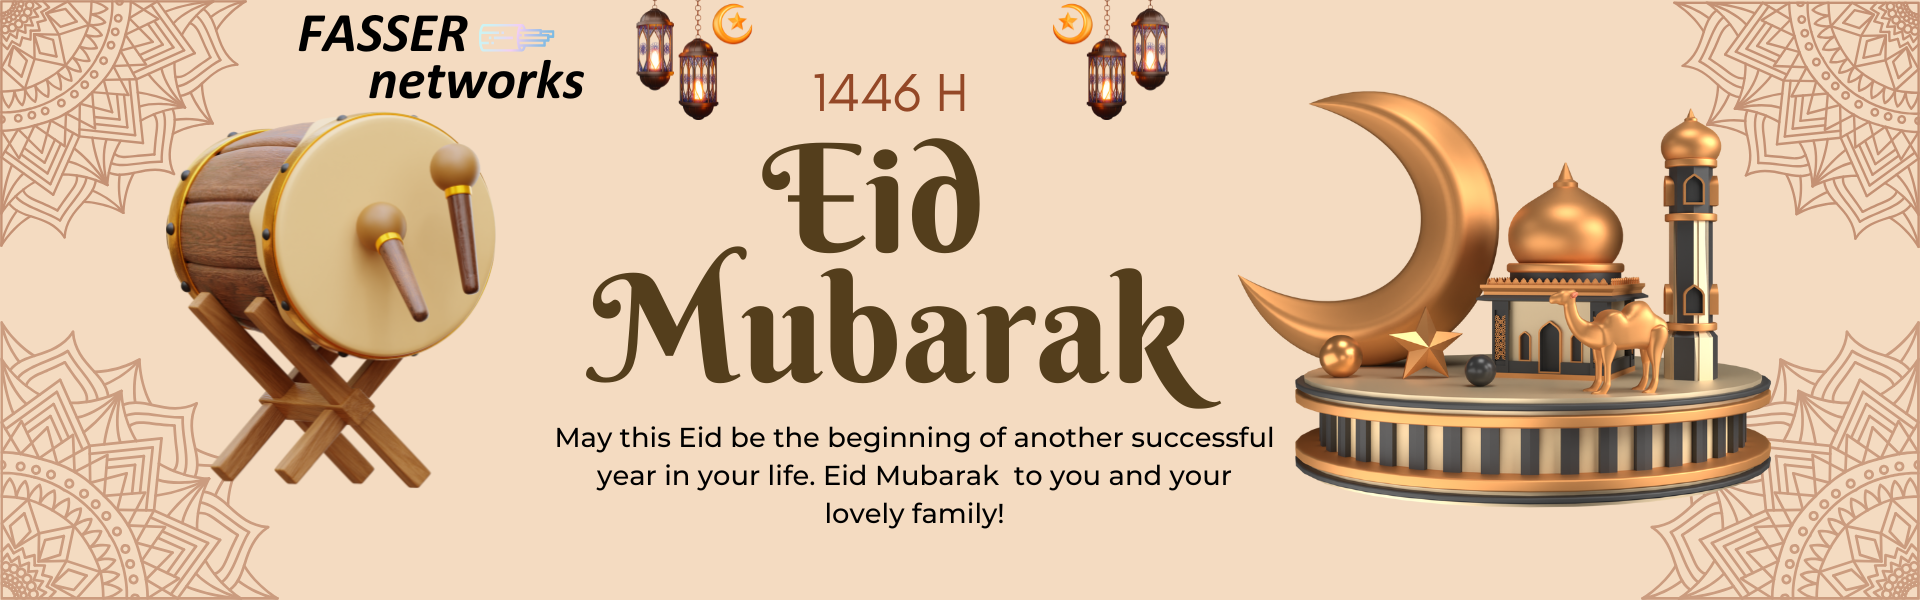 FASSER
networks
1446 H
Eid
Mubarak
May this Eid be the beginning of another successful
year in your life. Eid Mubarak  to you and your
lovely family!